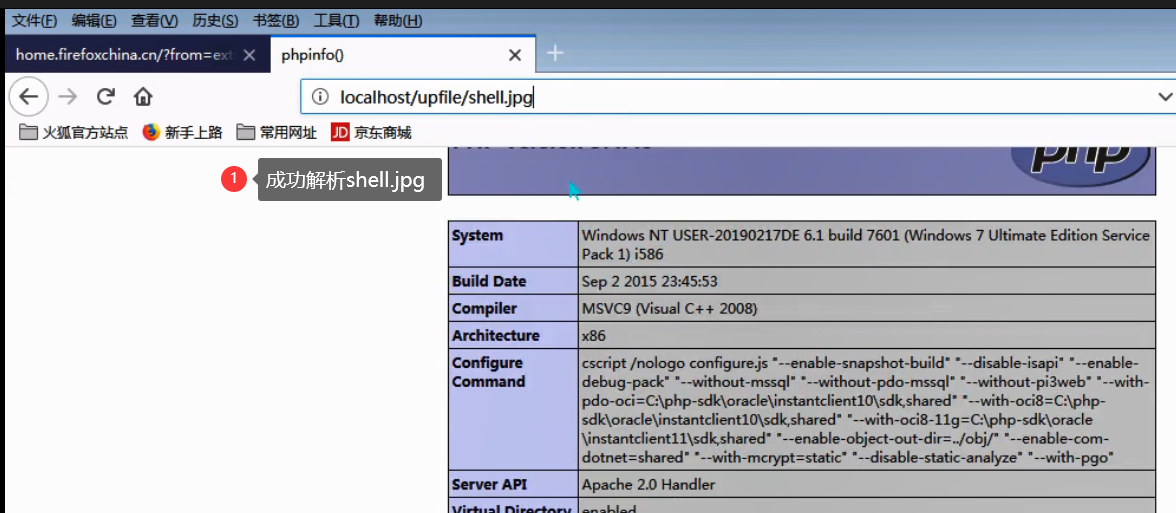 文件(F) 编辑(E) 查看(V) 历史(S) 书签(B) 工具(T) 帮助(H)
home.firefoxchina.cn/?from=ext
phpinfo()
localhost/upfile/shell.jpg
火狐官方站点 新手上路 常用网址 JD 京东商城
php
1 成功解析shell.jpg
System Windows NT USER-20190217DE 6.1 build 7601 (Windows 7 Ultimate Edition Service
Pack 1) i586
Build Date Sep 2 2015 23:45:53
Compiler MSVC9 (Visual C++ 2008)
Architecture x86
Configure cscript /nologo configure.js "--enable-snapshot-build" "--disable-isapi" "--enable-
Command debug-pack" "--without-mssql" "--without-pdo-mssql" "--without-pi3web" "--with-
pdo-oci=C:\php-sdk\oracle\instantclient10\sdk,shared" "--with-oci8=C:\php-
sdk\oracle\instantclient10\sdk,shared" "--with-oci8-11g=C:\php-sdk\oracle
\instantclient11\sdk,shared" "--enable-object-out-dir=../obj/" "--enable-com-
dotnet=shared" "--with-mcrypt=static" "--disable-static-analyze" "--with-pgo"
Server API Apache 2.0 Handler
Virtual Directory enabled